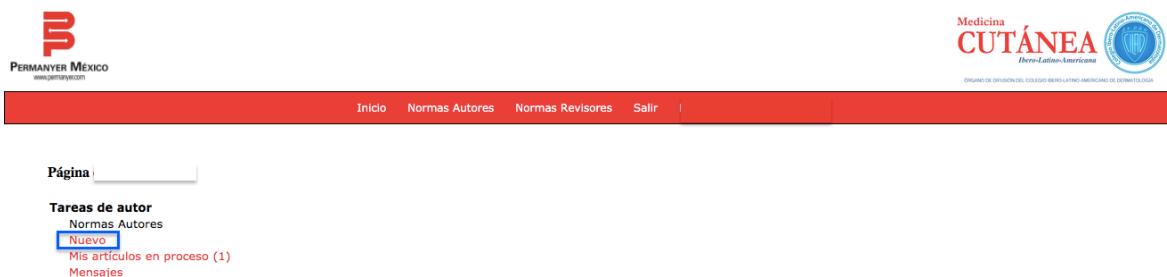 PERMANYER MÉXICO
www.permanyer.com
Medicina
CUTÁNEA
Ibero-Latino-Americana
ÓRGANO DE DIFUSIÓN DEL COLEGIO IBERO-LATINO-AMERICANO DE DERMATOLOGÍA
Inicio Normas Autores Normas Revisores Salir
Página
Tareas de autor
Normas Autores
Nuevo
Mis artículos en proceso (1)
Mensajes